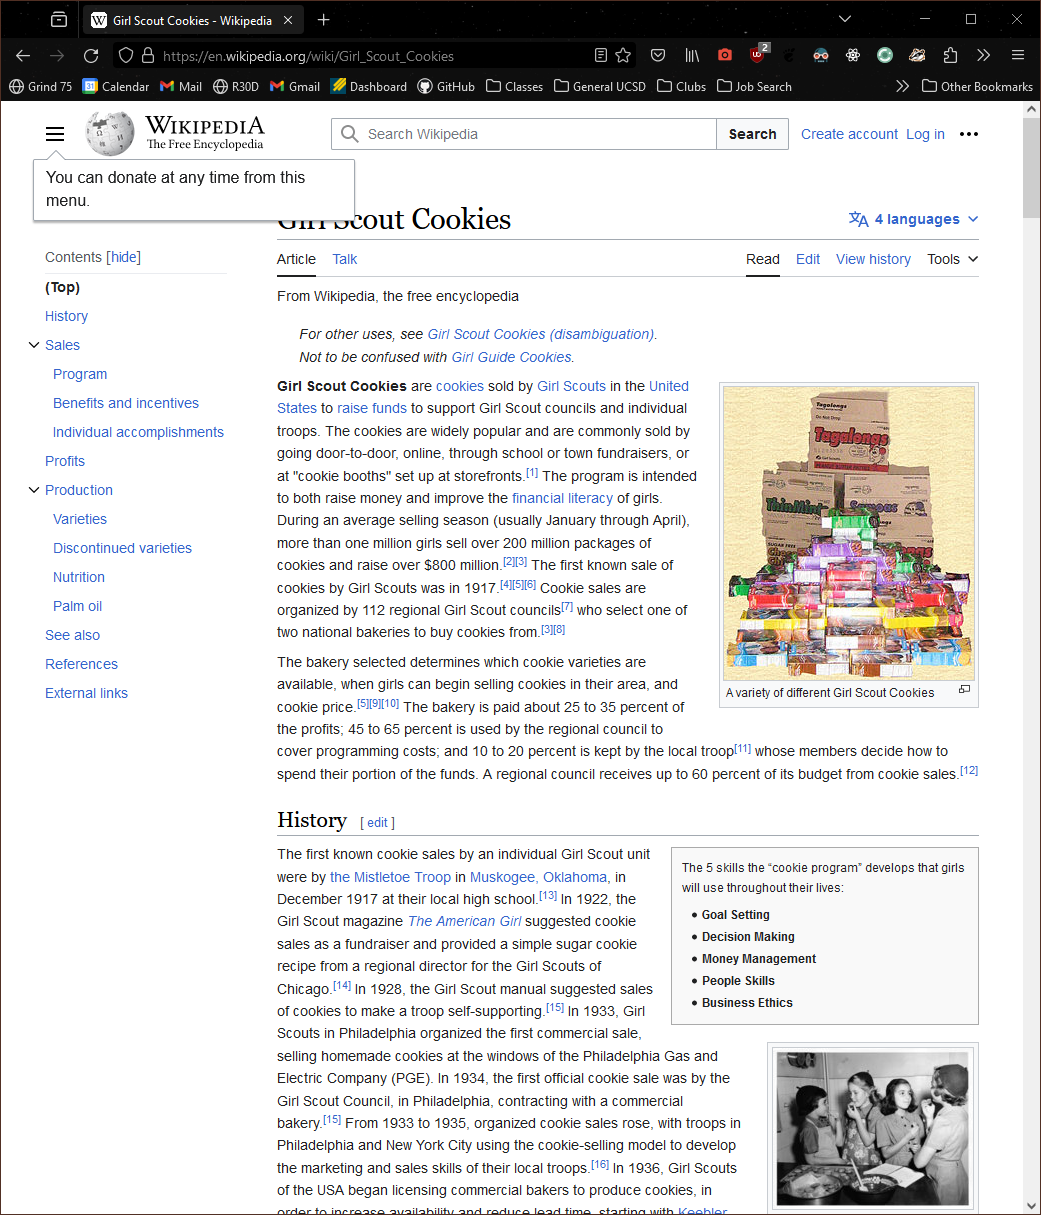 Girl Scout Cookies - Wikipedia
https://en.wikipedia.org/wiki/Girl_Scout_Cookies
2
Grind 75 Calendar Mail R30D Gmail Dashboard GitHub Classes General UCSD Clubs Job Search Other Bookmarks
WIKIPEDIA
The Free Encyclopedia
Search Wikipedia Search Create account Log in
You can donate at any time from this
menu.
Girl Scout Cookies
4 languages
Contents [hide]
(Top)
History
Sales
Program
Benefits and incentives
Individual accomplishments
Profits
Production
Varieties
Discontinued varieties
Nutrition
Palm oil
See also
References
External links
Article Talk Read Edit View history Tools
From Wikipedia, the free encyclopedia
For other uses, see Girl Scout Cookies (disambiguation).
Not to be confused with Girl Guide Cookies.
Girl Scout Cookies are cookies sold by Girl Scouts in the United
States to raise funds to support Girl Scout councils and individual
troops. The cookies are widely popular and are commonly sold by
going door-to-door, online, through school or town fundraisers, or
at "cookie booths" set up at storefronts.[1] The program is intended
to both raise money and improve the financial literacy of girls.
During an average selling season (usually January through April),
more than one million girls sell over 200 million packages of
cookies and raise over $800 million.[2][3] The first known sale of
cookies by Girl Scouts was in 1917.[4][5][6] Cookie sales are
organized by 112 regional Girl Scout councils[7] who select one of
two national bakeries to buy cookies from.[3][8]
Tagalongs
Do Not Drop
Tagalongs
Girl Scouts
PEANUT BUTTER PATTIES
ThinMint
Samoas
A variety of different Girl Scout Cookies
The bakery selected determines which cookie varieties are
available, when girls can begin selling cookies in their area, and
cookie price.[5][9][10] The bakery is paid about 25 to 35 percent of
the profits; 45 to 65 percent is used by the regional council to
cover programming costs; and 10 to 20 percent is kept by the local troop[11] whose members decide how to
spend their portion of the funds. A regional council receives up to 60 percent of its budget from cookie sales.[12]
History [ edit ]
The first known cookie sales by an individual Girl Scout unit
were by the Mistletoe Troop in Muskogee, Oklahoma, in
December 1917 at their local high school.[13] In 1922, the
Girl Scout magazine The American Girl suggested cookie
sales as a fundraiser and provided a simple sugar cookie
recipe from a regional director for the Girl Scouts of
Chicago.[14] In 1928, the Girl Scout manual suggested sales
of cookies to make a troop self-supporting.[15] In 1933, Girl
Scouts in Philadelphia organized the first commercial sale,
selling homemade cookies at the windows of the Philadelphia Gas and
Electric Company (PGE). In 1934, the first official cookie sale was by the
Girl Scout Council, in Philadelphia, contracting with a commercial
bakery.[15] From 1933 to 1935, organized cookie sales rose, with troops in
Philadelphia and New York City using the cookie-selling model to develop
the marketing and sales skills of their local troops.[16] In 1936, Girl Scouts
of the USA began licensing commercial bakers to produce cookies, in
order to increase availability and reduce lead time, starting with Keebler
The 5 skills the “cookie program” develops that girls
will use throughout their lives:
• Goal Setting
• Decision Making
• Money Management
• People Skills
• Business Ethics